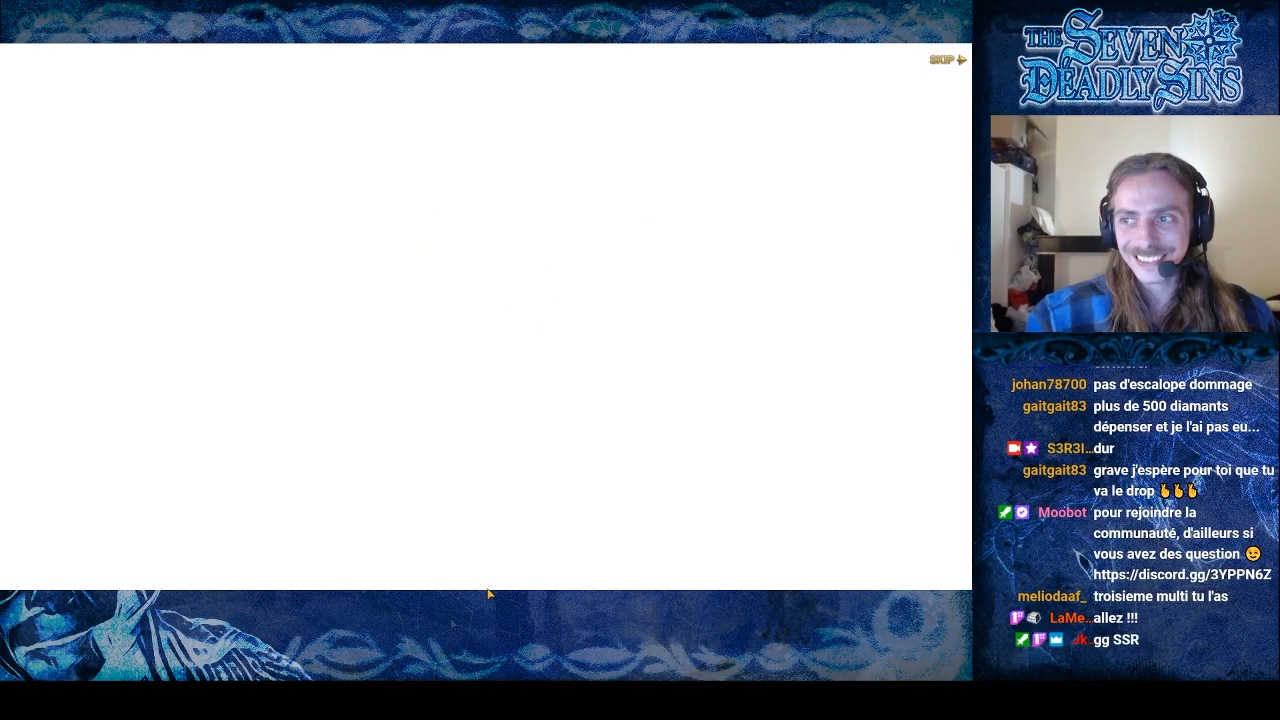 SKIP
THE SEVEN
DEADLY SINS
johan78700 pas d'escalope dommage
gaitgait83 plus de 500 diamants
dépenser et je l'ai pas eu...
S3R3I… dur
gaitgait83 grave j'espère pour toi que tu
va le drop 🤞🤞🤞
Moobot pour rejoindre la
communauté, d'ailleurs si
vous avez des question 😉
https://discord.gg/3YPPN6Z
meliodaaf_ troisieme multi tu l'as
LaMe… allez !!!
gg SSR